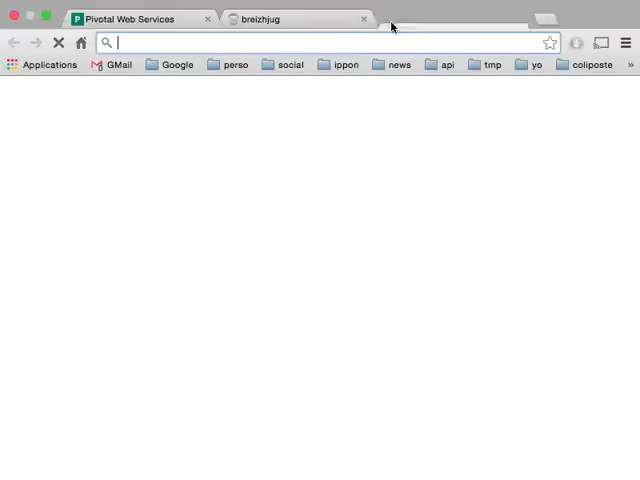 Pivotal Web Services
breizhjug
Applications GMail Google perso social ippon news api tmp yo coliposte »